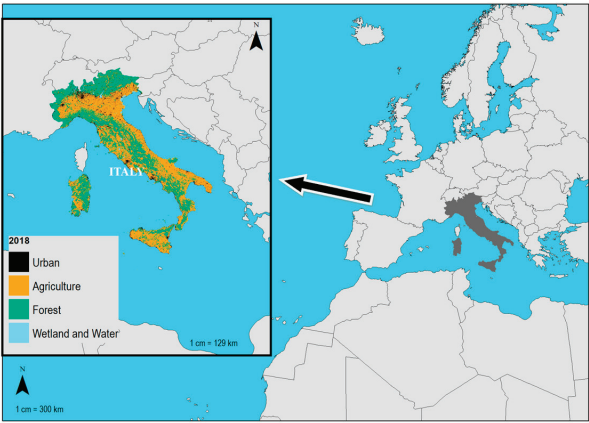 N
ITALY
2018
Urban
Agriculture
Forest
Wetland and Water
1 cm = 129 km
N
1 cm = 300 km